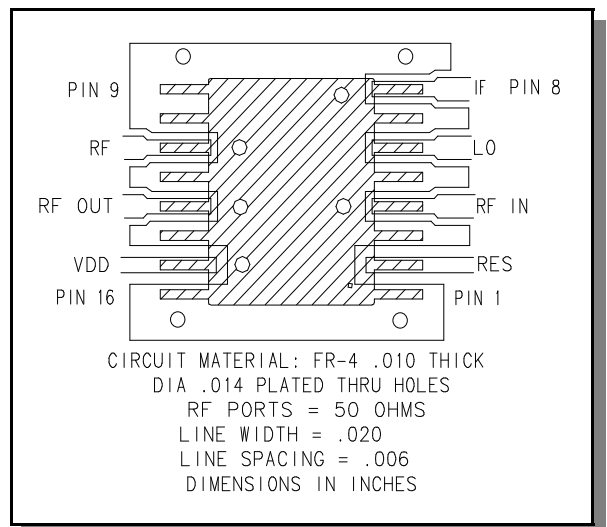 PIN 9
IF PIN 8
RF
LO
RF OUT
RF IN
VDD
RES
PIN 16
PIN 1
CIRCUIT MATERIAL: FR-4 .010 THICK
DIA .014 PLATED THRU HOLES
RF PORTS = 50 OHMS
LINE WIDTH = .020
LINE SPACING = .006
DIMENSIONS IN INCHES